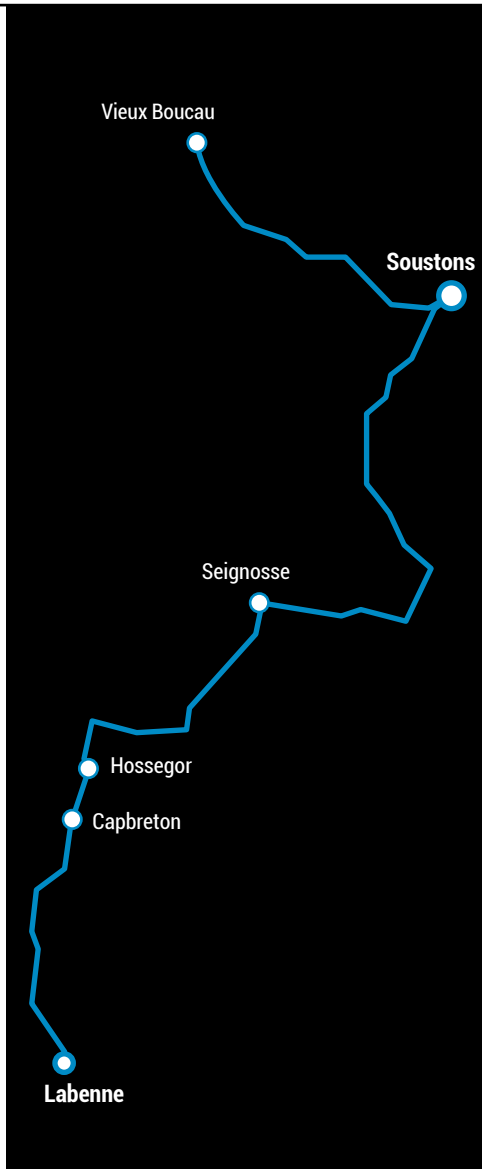 Vieux Boucau
Soustons
Seignosse
Hossegor
Capbreton
Labenne